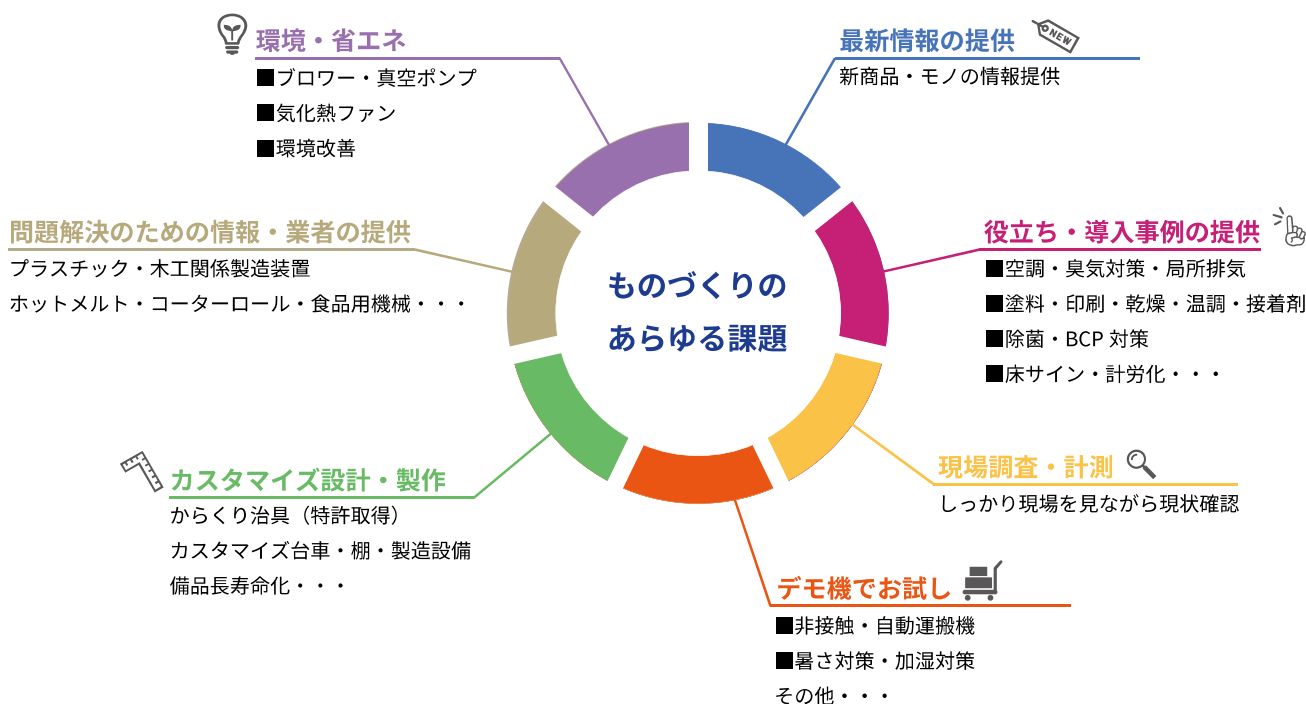 環境・省エネ
■ブロワー・真空ポンプ
■気化熱ファン
■環境改善
最新情報の提供
NEW
新商品・モノの情報提供
問題解決のための情報・業者の提供
プラスチック・木工関係製造装置
ホットメルト・コーターロール・食品用機械・・・
役立ち・導入事例の提供
■空調・臭気対策・局所排気
■塗料・印刷・乾燥・温調・接着剤
■除菌・BCP 対策
■床サイン・計労化・・・
ものづくりの
あらゆる課題
カスタマイズ設計・製作
からくり治具（特許取得）
カスタマイズ台車・棚・製造設備
備品長寿命化・・・
現場調査・計測
しっかり現場を見ながら現状確認
デモ機でお試し
■非接触・自動運搬機
■暑さ対策・加湿対策
その他・・・